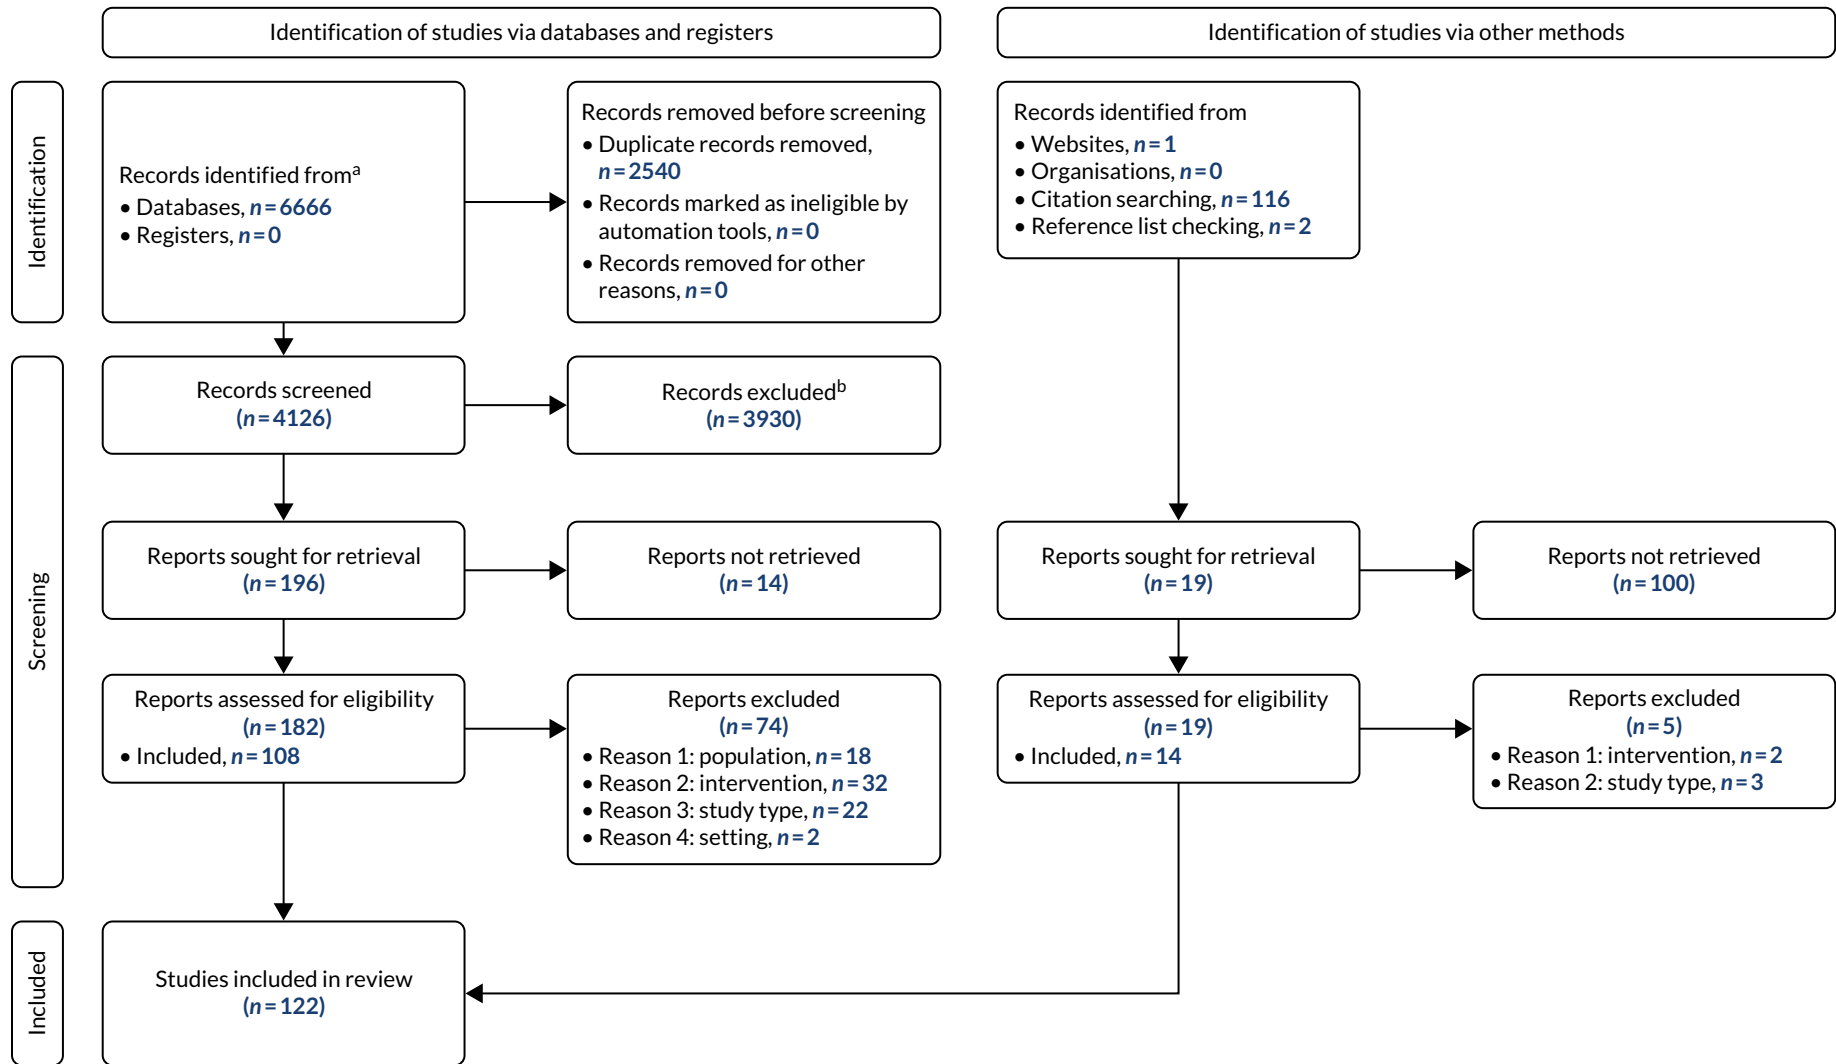 Identification of studies via databases and registers
Identification of studies via other methods
Identification
Records identified fromᵃ
• Databases, n=6666
• Registers, n=0
Records removed before screening
• Duplicate records removed,
n=2540
• Records marked as ineligible by
automation tools, n=0
• Records removed for other
reasons, n=0
Records identified from
• Websites, n=1
• Organisations, n=0
• Citation searching, n=116
• Reference list checking, n=2
Screening
Records screened
(n=4126)
Records excludedᵇ
(n=3930)
Reports sought for retrieval
(n=196)
Reports not retrieved
(n=14)
Reports sought for retrieval
(n=19)
Reports not retrieved
(n=100)
Reports assessed for eligibility
(n=182)
• Included, n=108
Reports excluded
(n=74)
• Reason 1: population, n=18
• Reason 2: intervention, n=32
• Reason 3: study type, n=22
• Reason 4: setting, n=2
Reports assessed for eligibility
(n=19)
• Included, n=14
Reports excluded
(n=5)
• Reason 1: intervention, n=2
• Reason 2: study type, n=3
Included
Studies included in review
(n=122)